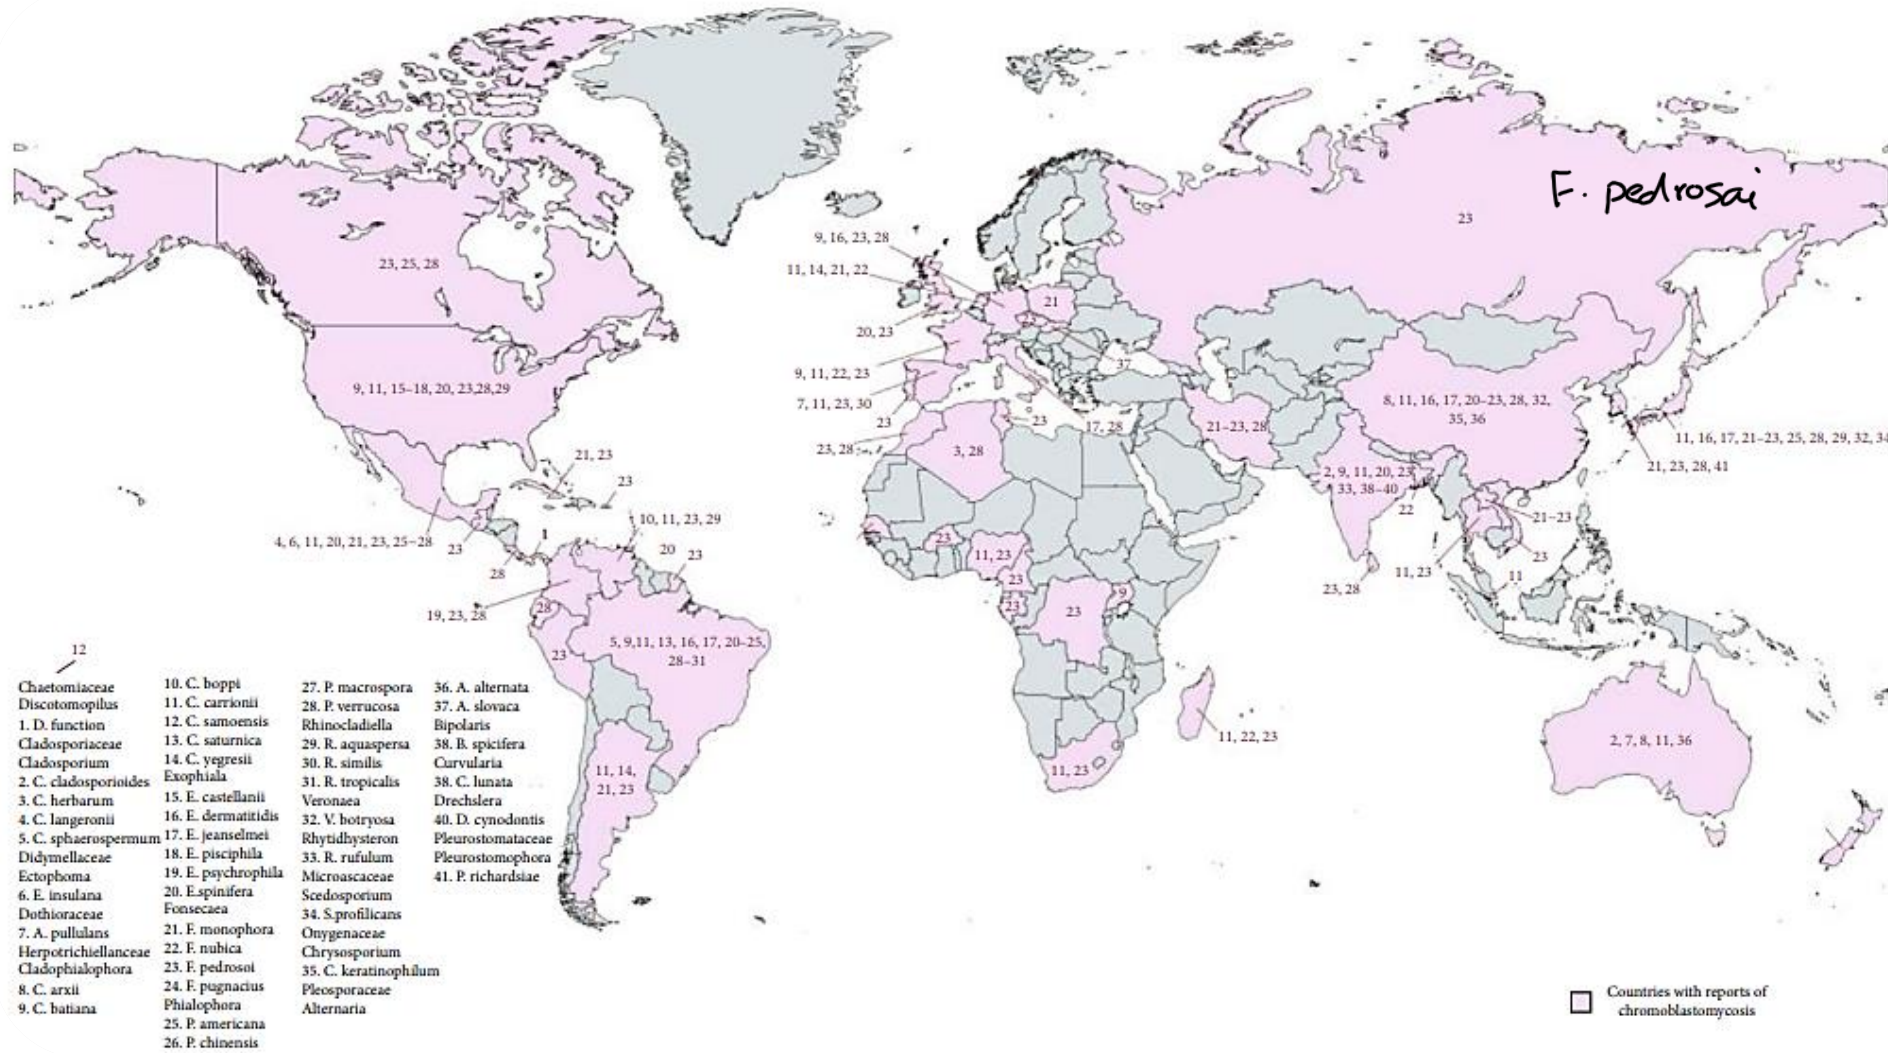 F. pedrosai
23
9, 16, 23, 28
11, 14, 21, 22
23, 25, 28
21
20, 23
37
9, 11, 22, 23
9, 11, 15–18, 20, 23,28,29
7, 11, 23, 30
8, 11, 16, 17, 20–23, 28, 32,
35, 36
23
23
17, 28
21–23, 28
11, 16, 17, 21–23, 25, 28, 29, 32, 34
23, 28
3, 28
21, 23
21, 23, 28, 41
2, 9, 11, 20, 23
33, 38–40
23
22
10, 11, 23, 29
21–23
4, 6, 11, 20, 21, 23, 25–28
1
23
23
11, 23
20
23
23
28
11, 23
11
23
23, 28
9
28
23
23
19, 23, 28
5, 9,11, 13, 16, 17, 20–25,
28–31
23
12
11, 22, 23
2, 7, 8, 11, 36
11, 14,
21, 23
11, 23
Chaetomiaceae
Discotomopilus
1. D. function
Cladosporiaceae
Cladosporium
2. C. cladosporioides
3. C. herbarum
4. C. langeronii
5. C. sphaerospermum
Didymellaceae
Ectophoma
6. E. insulana
Dothioraceae
7. A. pullulans
Herpotrichiellanceae
Cladophialophora
8. C. arxii
9. C. batiana
10. C. boppi
11. C. carrionii
12. C. samoensis
13. C. saturnica
14. C. yegresii
Exophiala
15. E. castellanii
16. E. dermatitidis
17. E. jeanselmei
18. E. pisciphila
19. E. psychrophila
20. E.spinifera
Fonsecaea
21. F. monophora
22. F. nubica
23. F. pedrosoi
24. F. pugnacius
Phialophora
25. P. americana
26. P. chinensis
27. P. macrospora
28. P. verrucosa
Rhinocladiella
29. R. aquaspersa
30. R. similis
31. R. tropicalis
Veronaea
32. V. botryosa
Rhytidhysteron
33. R. rufulum
Microascaceae
Scedosporium
34. S.profilicans
Onygenaceae
Chrysosporium
35. C. keratinophilum
Pleosporaceae
Alternaria
36. A. alternata
37. A. slovaca
Bipolaris
38. B. spicifera
Curvularia
38. C. lunata
Drechslera
40. D. cynodontis
Pleurostomataceae
Pleurostomophora
41. P. richardsiae
Countries with reports of
chromoblastomycosis